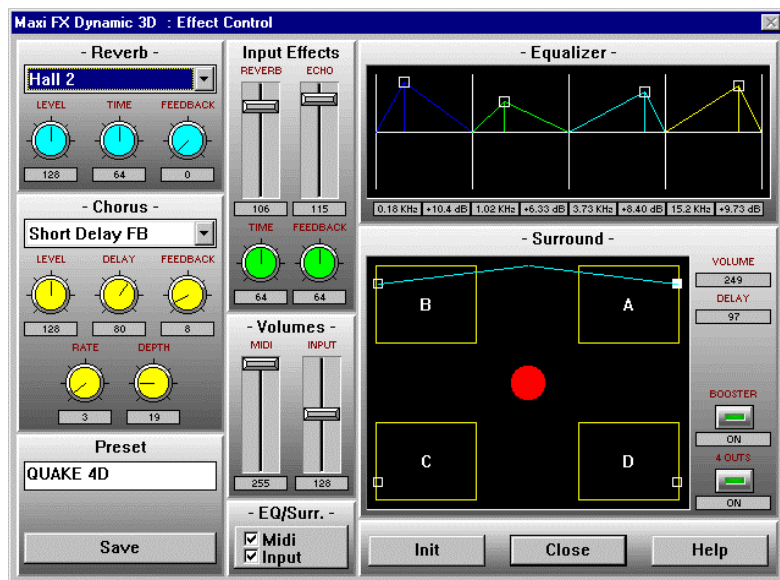 Maxi FX Dynamic 3D : Effect Control
- Reverb -
Hall 2
LEVEL TIME FEEDBACK
128 64 0
- Chorus -
Short Delay FB
LEVEL DELAY FEEDBACK
128 80 8
RATE DEPTH
3 19
Preset
QUAKE 4D
Save
Input Effects
REVERB ECHO
106 115
TIME FEEDBACK
64 64
- Volumes -
MIDI INPUT
255 128
- EQ/Surr. -
Midi
Input
- Equalizer -
0.18 KHz +10.4 dB 1.02 KHz +6.33 dB 3.73 KHz +8.40 dB 15.2 KHz +9.73 dB
- Surround -
B A
C D
VOLUME
249
DELAY
97
BOOSTER
ON
4 OUTS
ON
Init Close Help